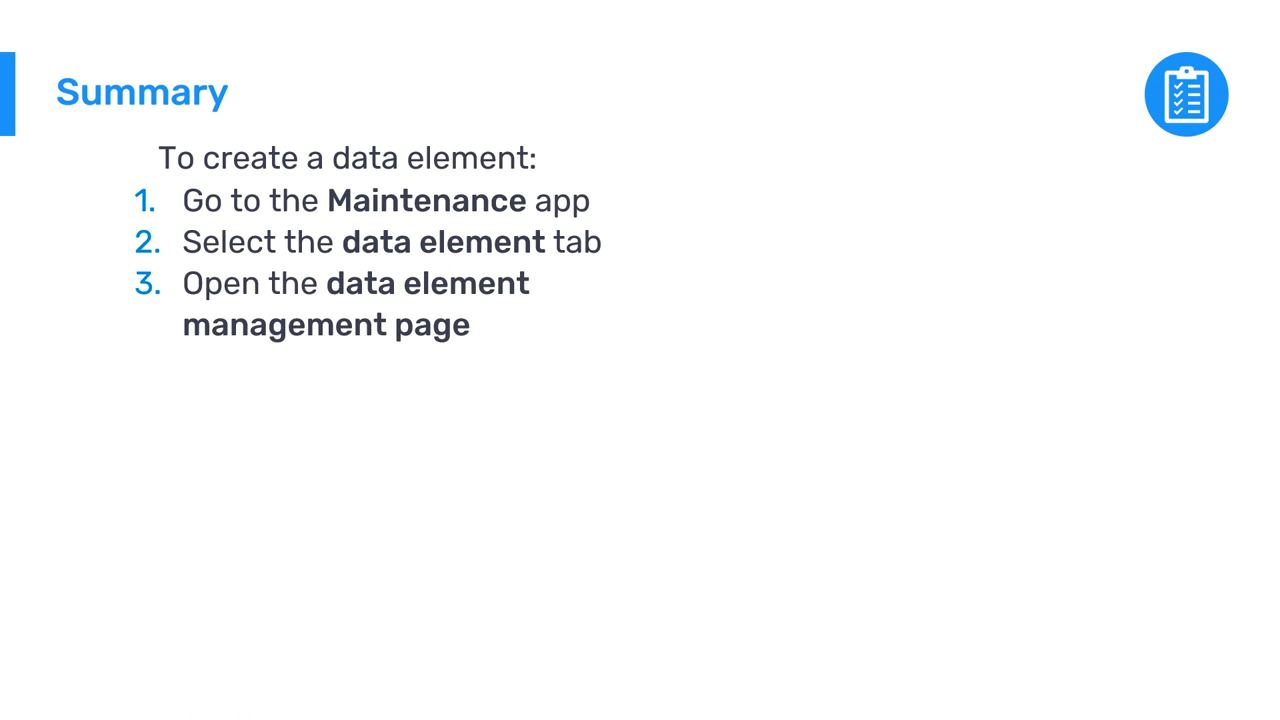 Summary
To create a data element:
1. Go to the Maintenance app
2. Select the data element tab
3. Open the data element
management page